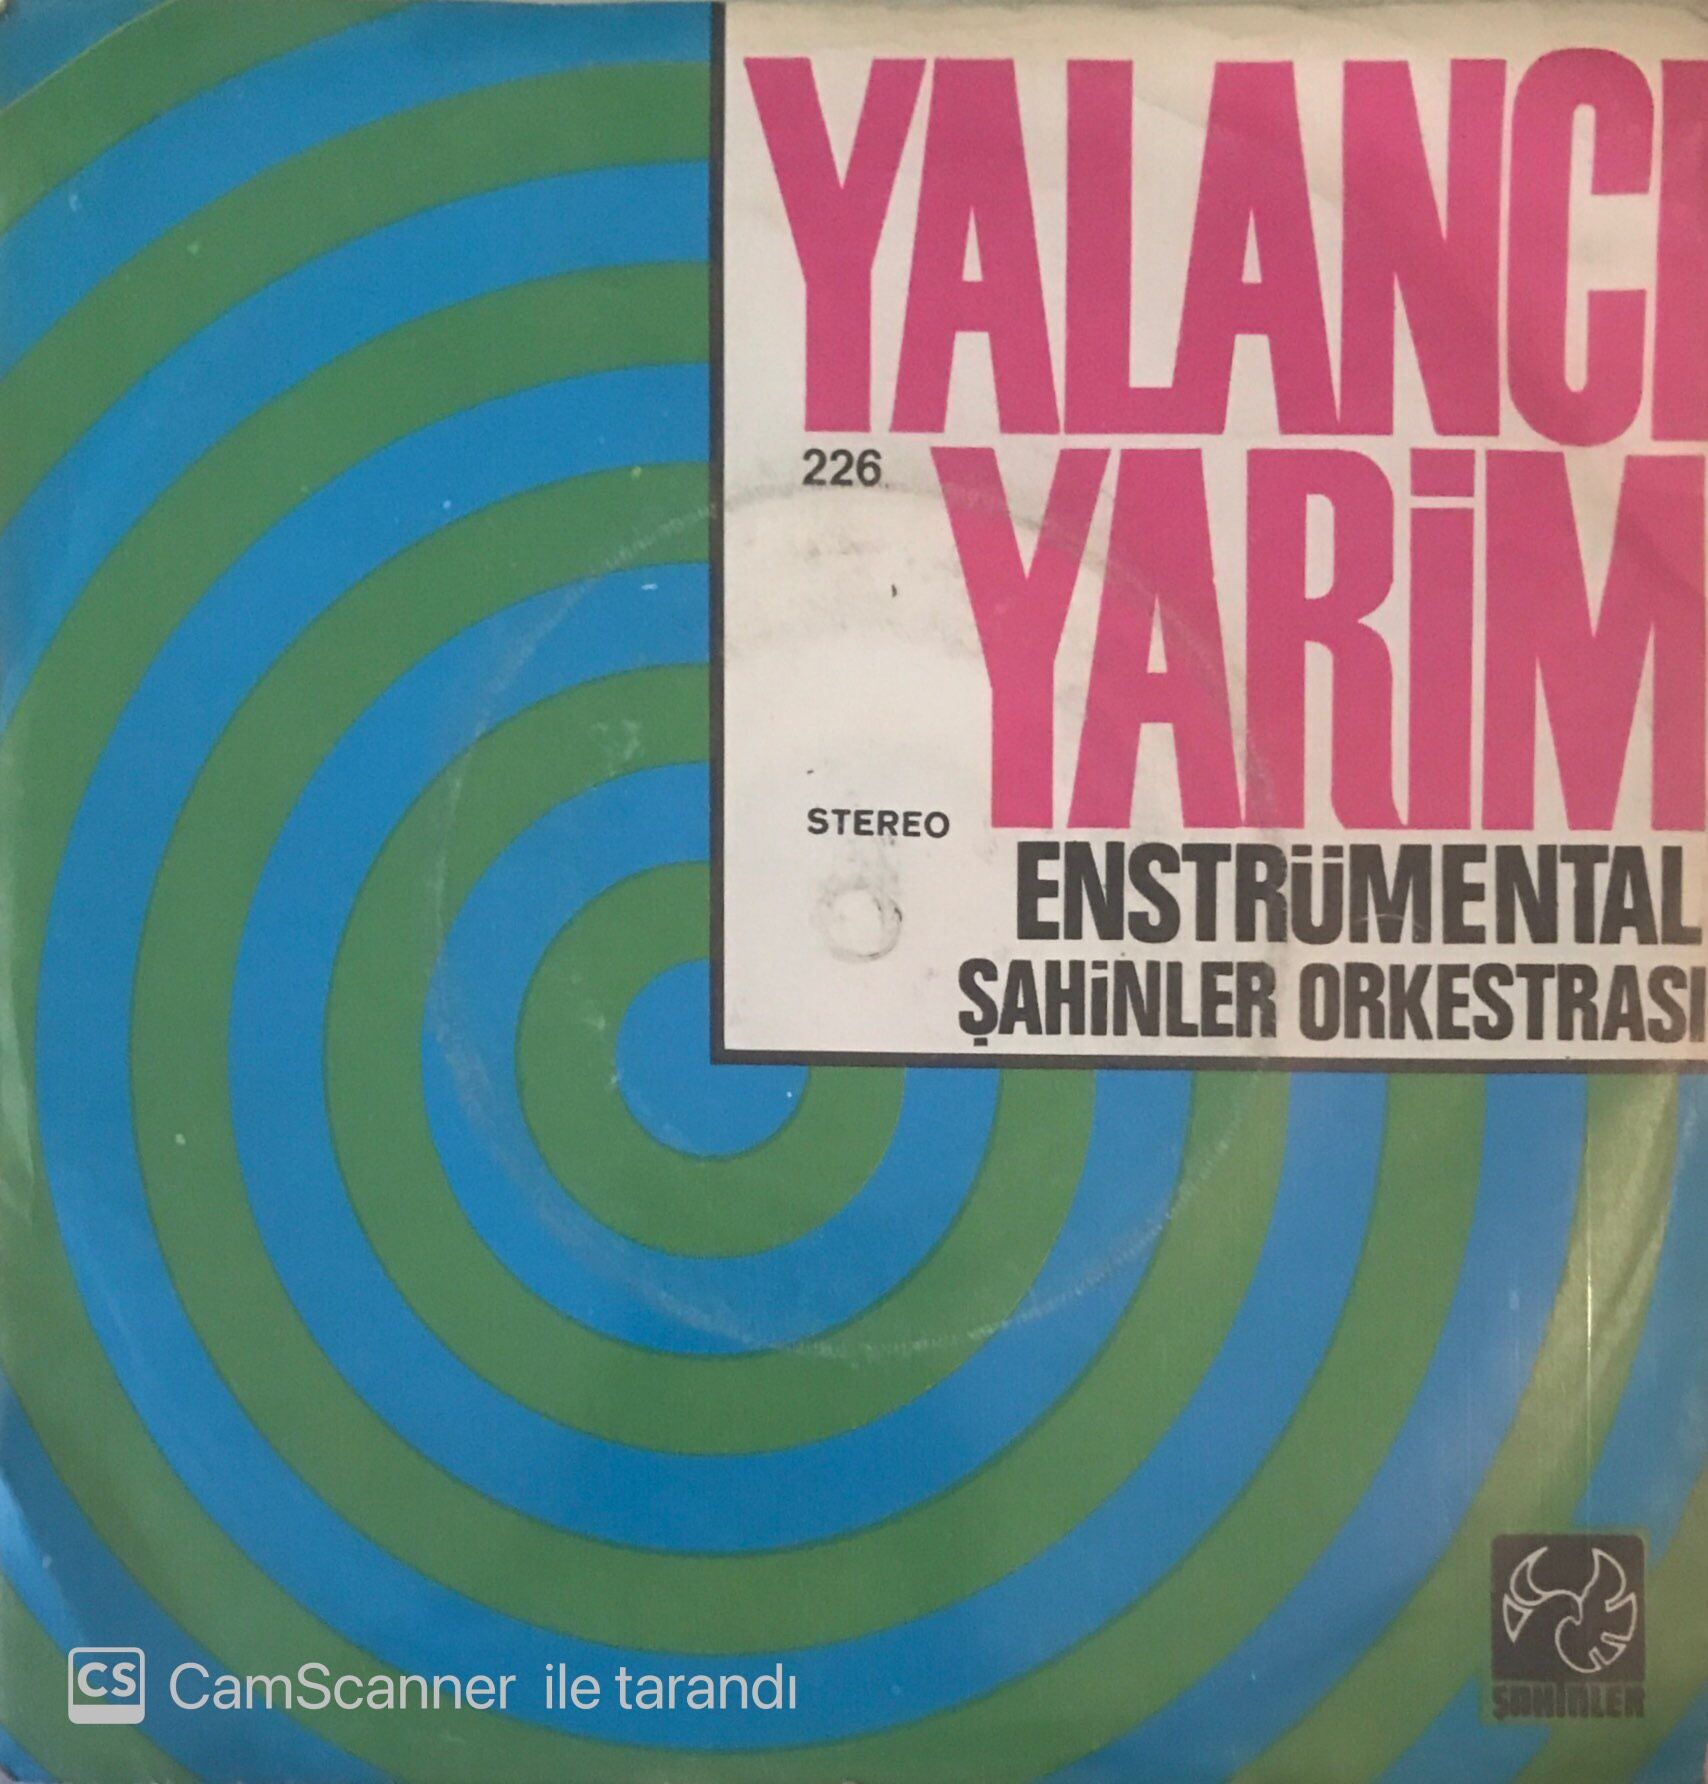 YALANCI
226
YARİM
STEREO
ENSTRÜMENTAL
ŞAHİNLER ORKESTRASI
ŞAHİNLER
CS CamScanner ile tarandı